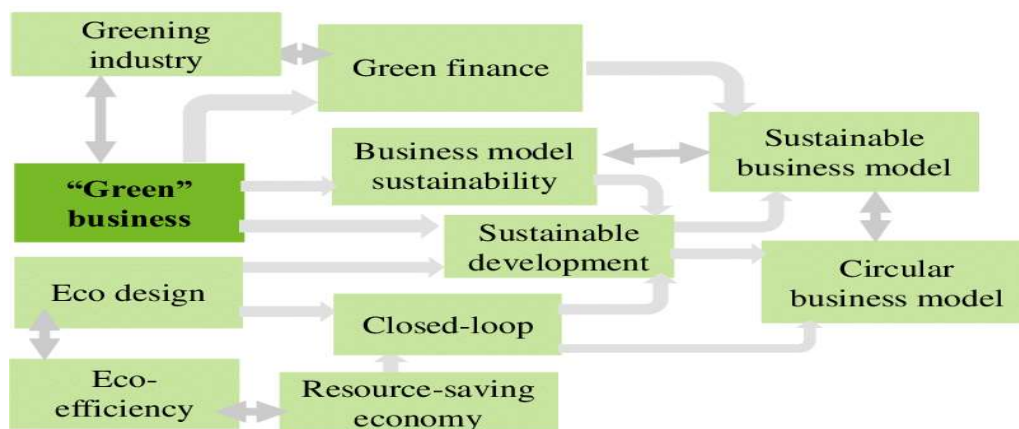 Greening
industry
Green finance
Business model
sustainability
Sustainable
business model
“Green”
business
Sustainable
development
Eco design
Circular
business model
Closed-loop
Eco-
efficiency
Resource-saving
economy